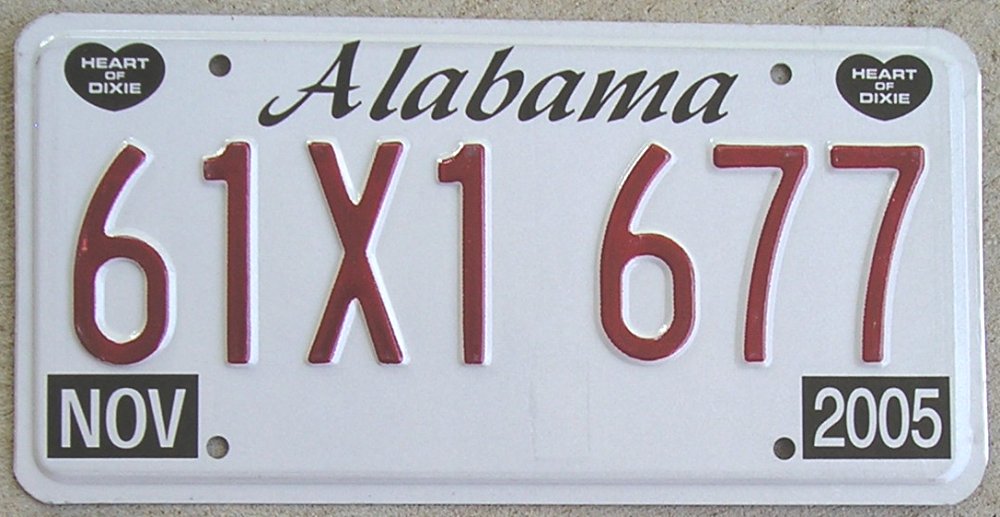 HEART OF DIXIE
Alabama
HEART OF DIXIE
61X1 677
NOV
2005